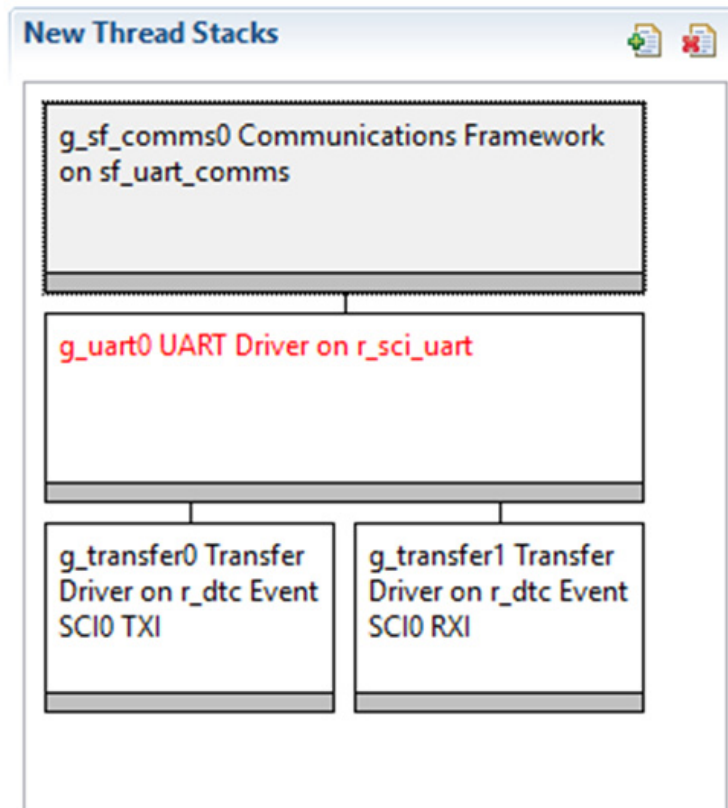 New Thread Stacks
g_sf_comms0 Communications Framework
on sf_uart_comms
g_uart0 UART Driver on r_sci_uart
g_transfer0 Transfer
Driver on r_dtc Event
SCI0 TXI
g_transfer1 Transfer
Driver on r_dtc Event
SCI0 RXI